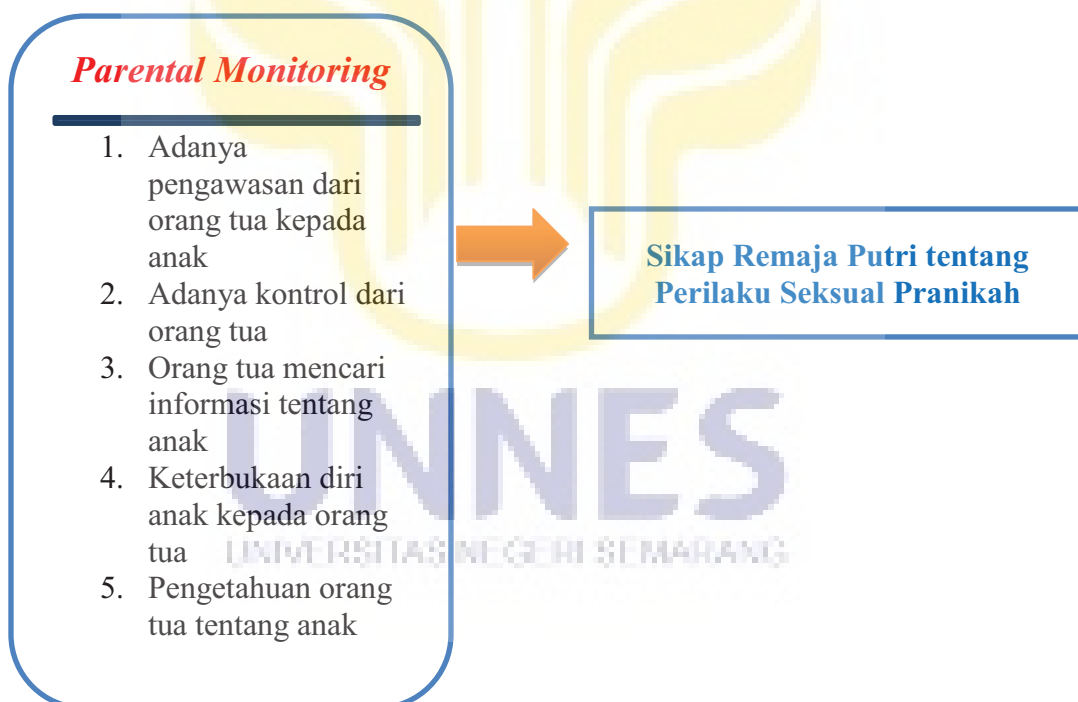 Parental Monitoring
1. Adanya
pengawasan dari
orang tua kepada
anak
2. Adanya kontrol dari
orang tua
3. Orang tua mencari
informasi tentang
anak
4. Keterbukaan diri
anak kepada orang
tua
5. Pengetahuan orang
tua tentang anak
Sikap Remaja Putri tentang
Perilaku Seksual Pranikah
UNNES
UNIVERSITAS NEGERI SEMARANG